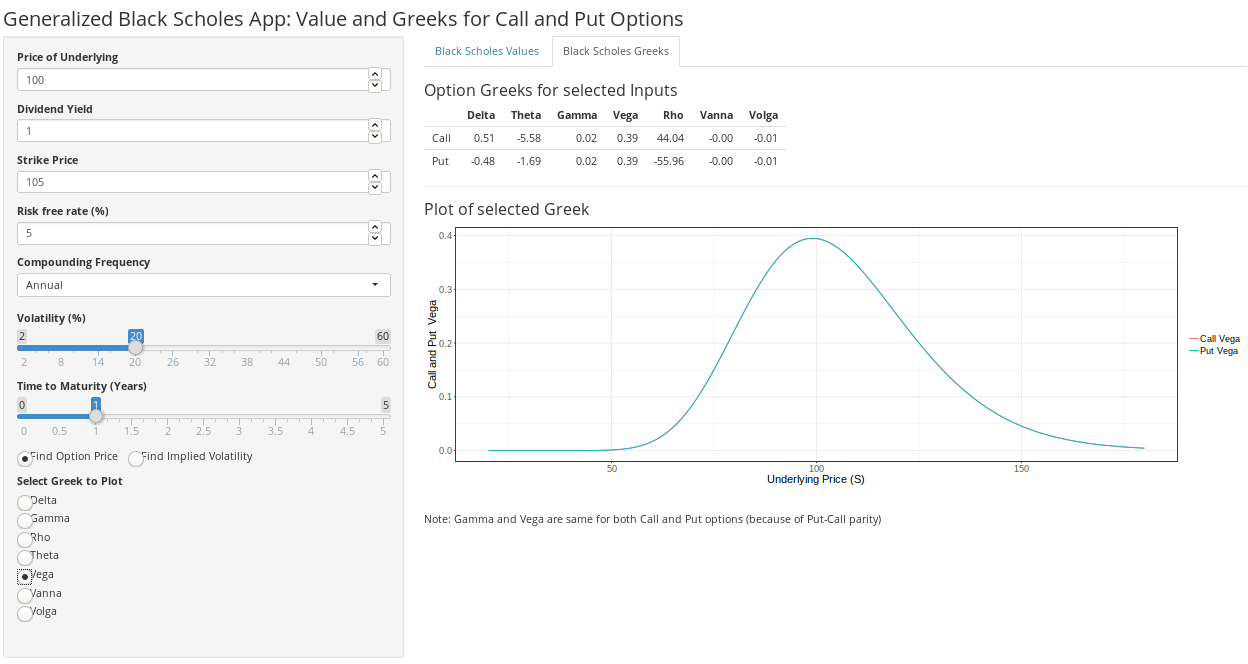 Generalized Black Scholes App: Value and Greeks for Call and Put Options
Price of Underlying
100
Dividend Yield
1
Strike Price
105
Risk free rate (%)
5
Compounding Frequency
Annual
Volatility (%)
2 20 60
2 8 14 20 26 32 38 44 50 56 60
Time to Maturity (Years)
0 1 5
0 0.5 1 1.5 2 2.5 3 3.5 4 4.5 5
Find Option Price Find Implied Volatility
Select Greek to Plot
Delta
Gamma
Rho
Theta
Vega
Vanna
Volga
Black Scholes Values Black Scholes Greeks
Option Greeks for selected Inputs
Delta Theta Gamma Vega Rho Vanna Volga
Call 0.51 -5.58 0.02 0.39 44.04 -0.00 -0.01
Put -0.48 -1.69 0.02 0.39 -55.96 -0.00 -0.01
Plot of selected Greek
Call and Put Vega
0.4
0.3
0.2
0.1
0.0
50 100 150
Underlying Price (S)
Call Vega
Put Vega
Note: Gamma and Vega are same for both Call and Put options (because of Put-Call parity)